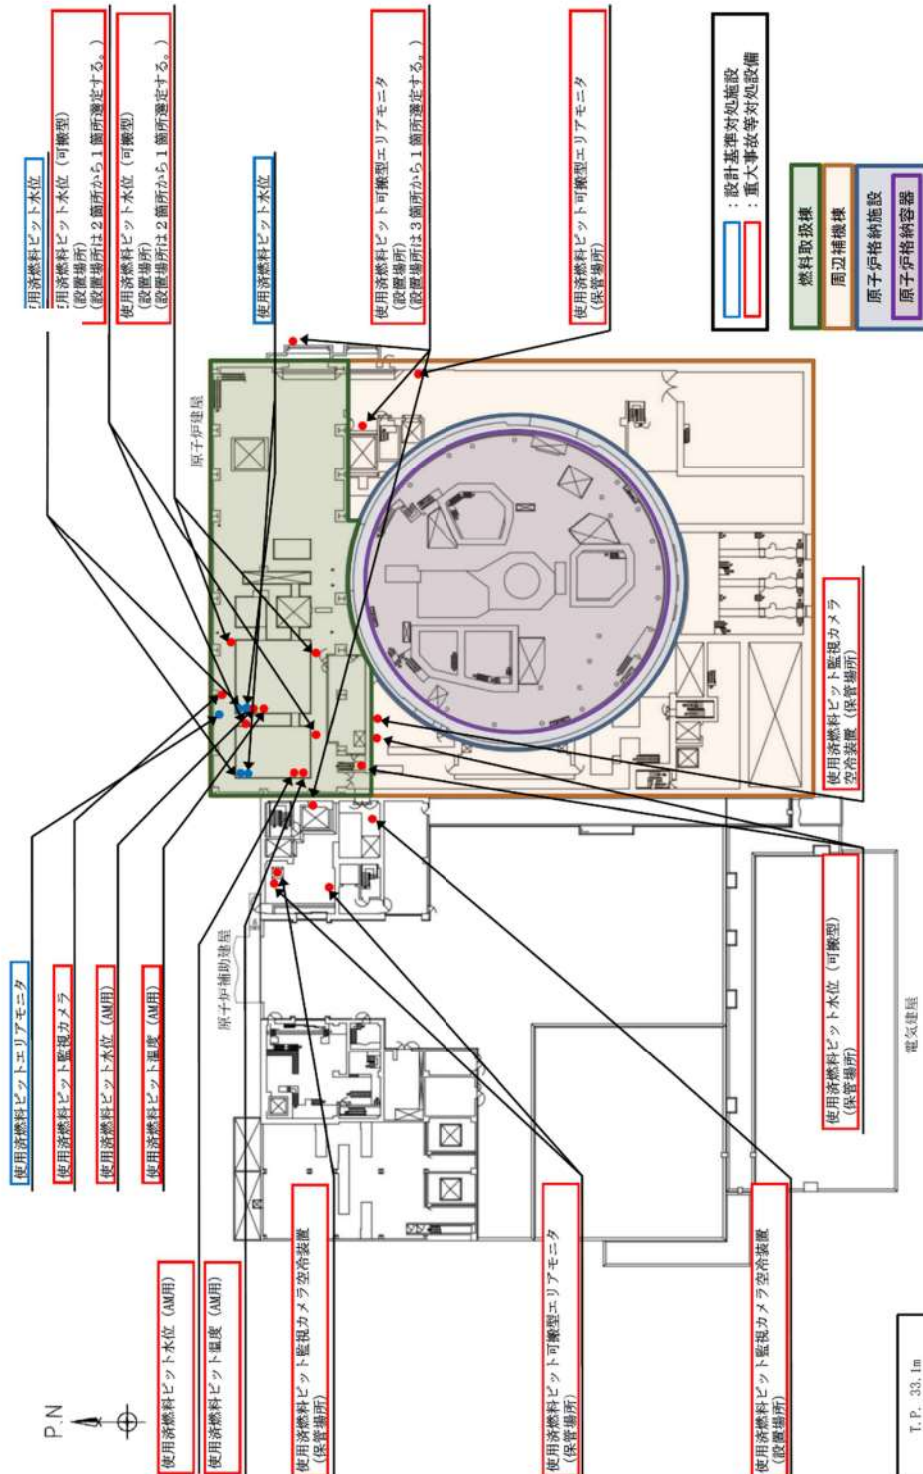 P.N
使用済燃料ピット水位 (AM用)
使用済燃料ピット温度 (AM用)
使用済燃料ピット監視カメラ空冷装置
(保管場所)
使用済燃料ピット可搬型エリアモニタ
(保管場所)
使用済燃料ピット監視カメラ空冷装置
(設置場所)
T.P. 33.1m
使用済燃料ピットエリアモニタ
使用済燃料ピット監視カメラ
使用済燃料ピット水位 (AM用)
使用済燃料ピット温度 (AM用)
原子炉補助建屋
使用済燃料ピット水位 (可搬型)
(保管場所)
電気建屋
使用済燃料ピット監視カメラ
空冷装置 (保管場所)
原子炉建屋
用済燃料ピット水位
用済燃料ピット水位 (可搬型)
(設置場所)
(設置場所は2箇所から1箇所選定する。)
使用済燃料ピット水位 (可搬型)
(設置場所)
(設置場所は2箇所から1箇所選定する。)
使用済燃料ピット水位
使用済燃料ピット可搬型エリアモニタ
(設置場所)
(設置場所は3箇所から1箇所選定する。)
使用済燃料ピット可搬型エリアモニタ
(保管場所)
:設計基準対処施設
:重大事故等対処設備
燃料取扱棟
周辺補機棟
原子炉格納施設
原子炉格納容器